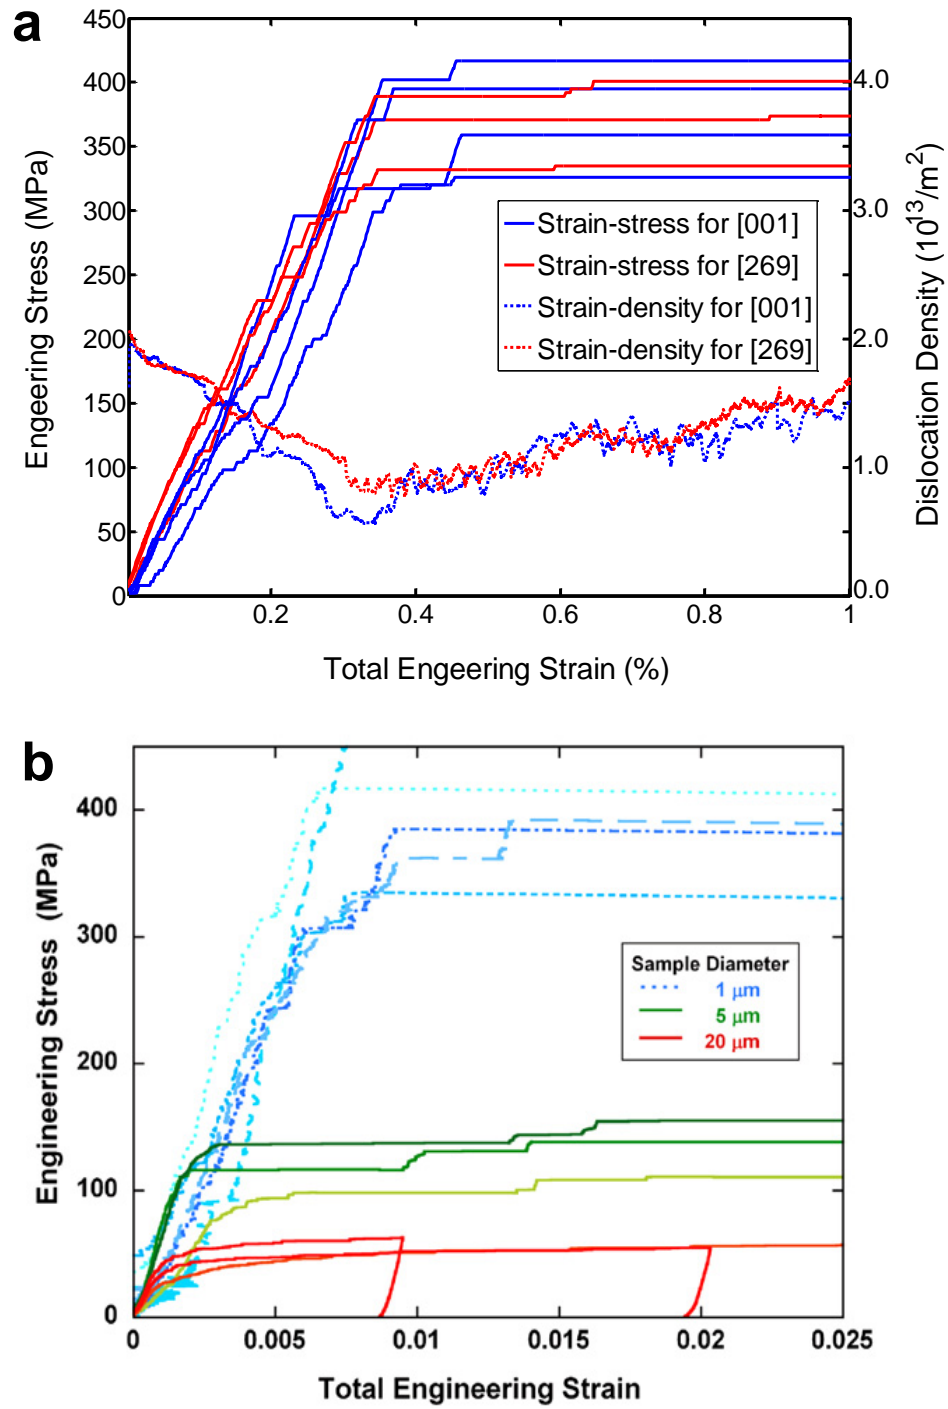 a
450
400
350
300
250
200
150
100
50
0
Engeering Stress (MPa)
4.0
3.0
2.0
1.0
0.0
Dislocation Density (10^13/m^2)
Strain-stress for [001]
Strain-stress for [269]
Strain-density for [001]
Strain-density for [269]
0.2 0.4 0.6 0.8 1
Total Engeering Strain (%)
b
400
300
200
100
0
Engineering Stress (MPa)
Sample Diameter
1 μm
5 μm
20 μm
0 0.005 0.01 0.015 0.02 0.025
Total Engineering Strain